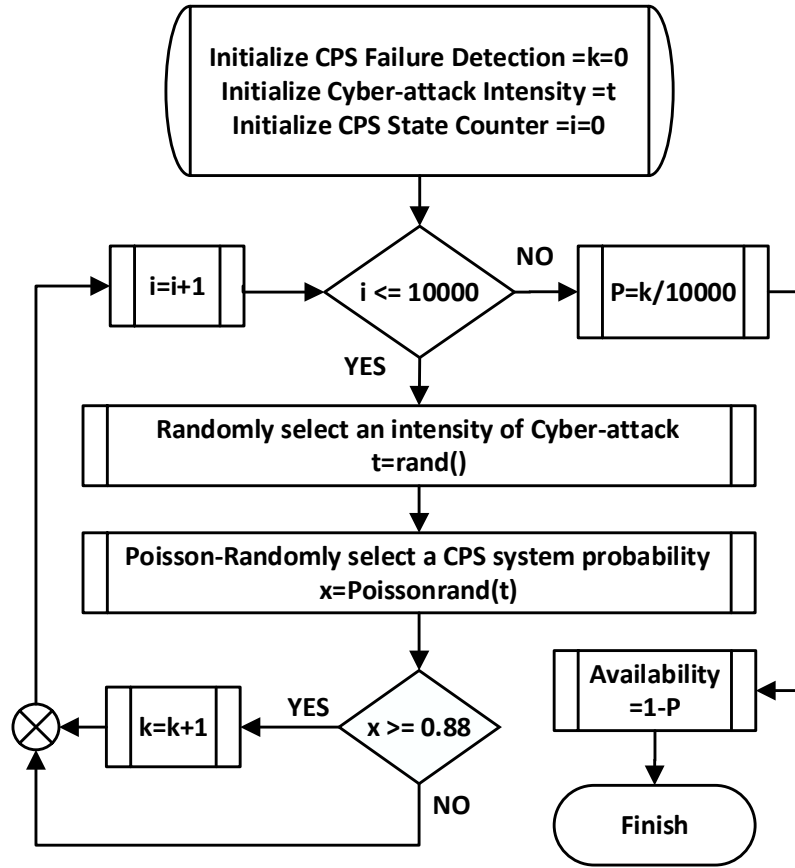 Initialize CPS Failure Detection =k=0
Initialize Cyber-attack Intensity =t
Initialize CPS State Counter =i=0
i=i+1
i <= 10000
NO
P=k/10000
YES
Randomly select an intensity of Cyber-attack
t=rand()
Poisson-Randomly select a CPS system probability
x=Poissonrand(t)
k=k+1
YES
x >= 0.88
NO
Availability
=1-P
Finish